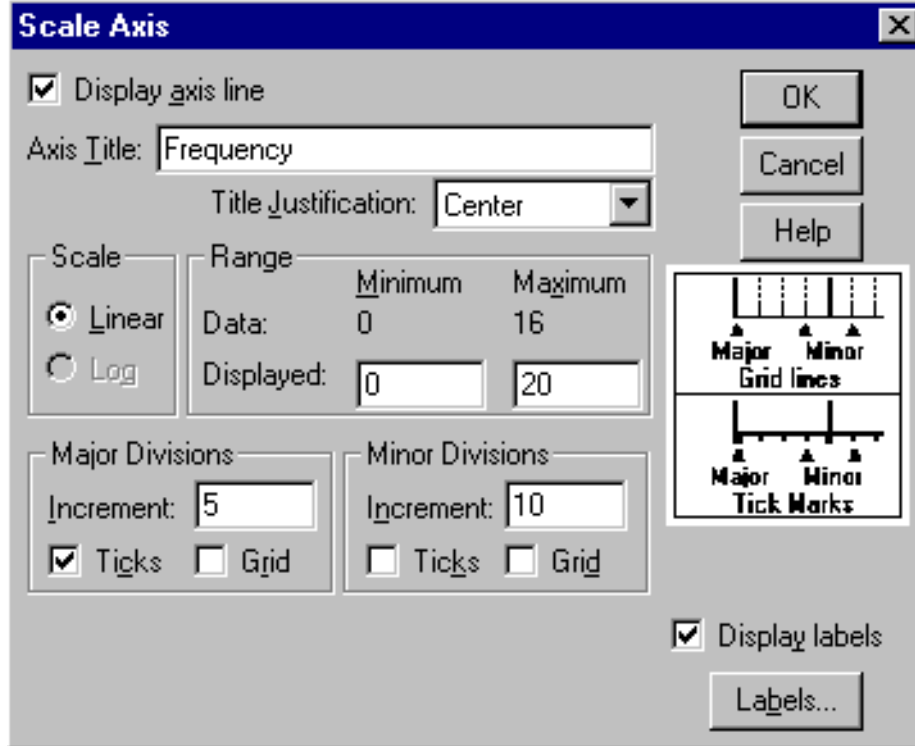 Scale Axis
Display axis line
OK
Axis Title: Frequency
Cancel
Title Justification: Center
Help
Scale
Linear
Log
Range
Minimum Maximum
Data: 0 16
Displayed: 0 20
Major Minor
Grid lines
Major Minor
Tick Marks
Major Divisions
Increment: 5
Ticks Grid
Minor Divisions
Increment: 10
Ticks Grid
Display labels
Labels...